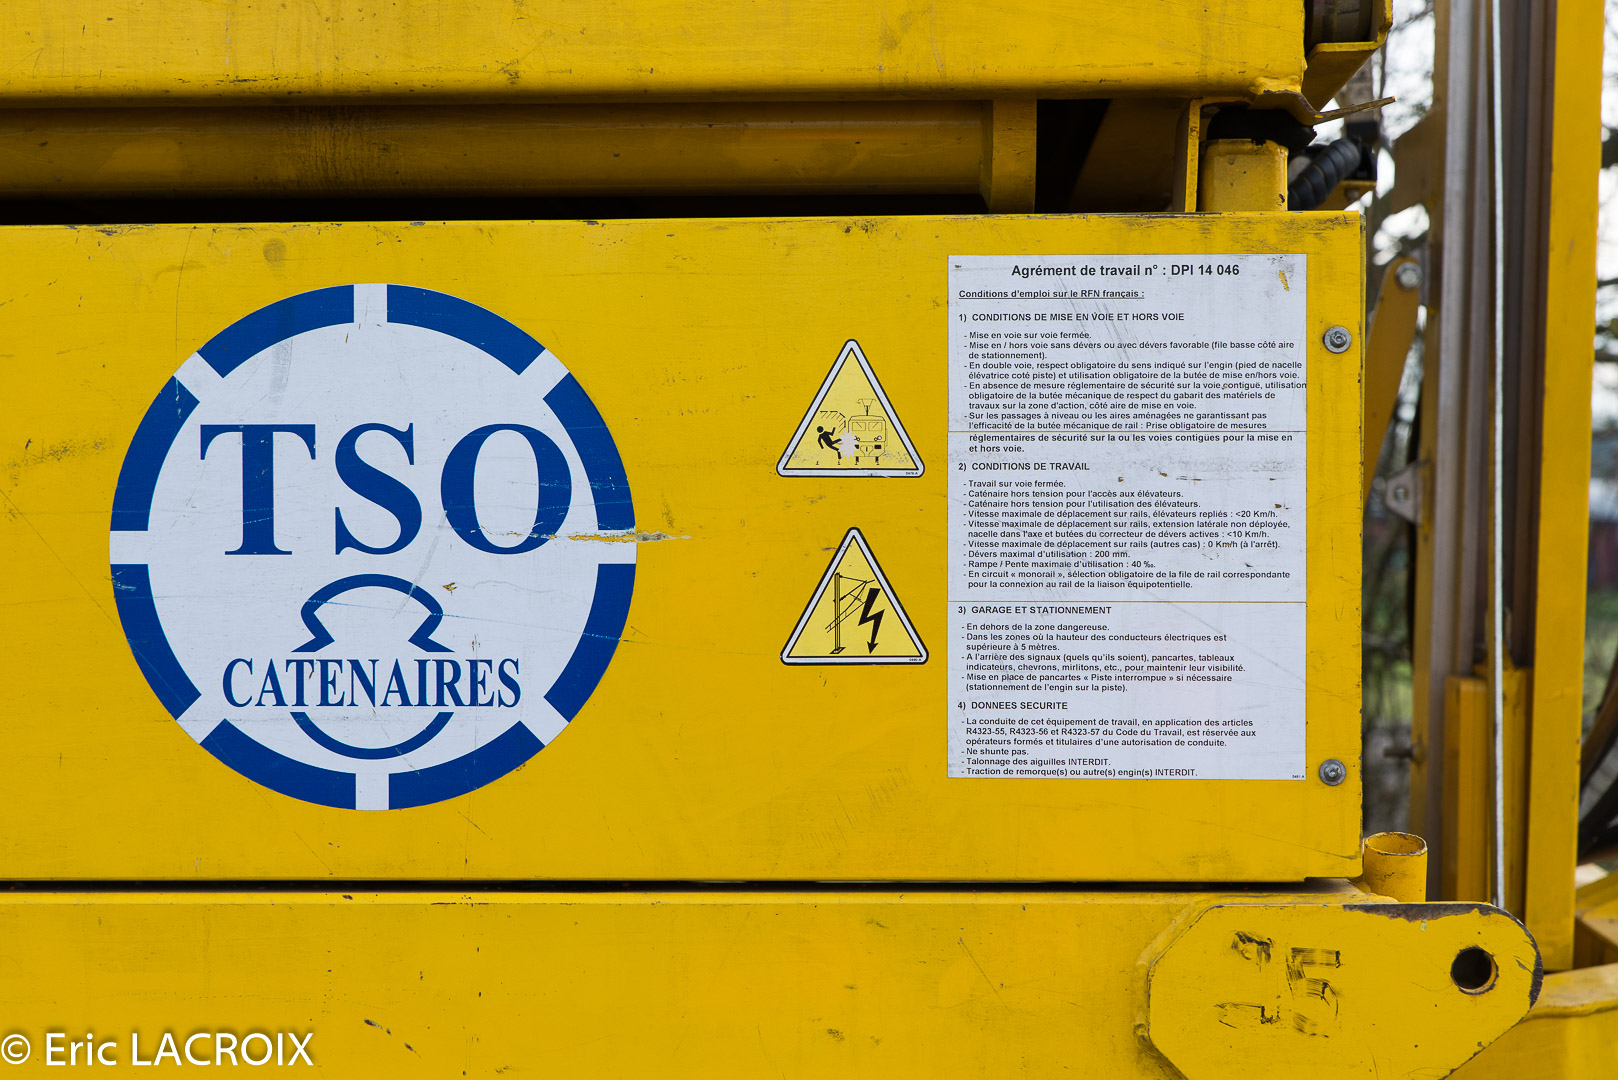 TSO
CATENAIRES
Agrément de travail n° : DPI 14 046
Conditions d'emploi sur le RFN français :
1) CONDITIONS DE MISE EN VOIE ET HORS VOIE
- Mise en voie sur voie fermée.
- Mise en / hors voie sans dévers ou avec dévers favorable (file basse côté aire
de stationnement).
- En double voie, respect obligatoire du sens indiqué sur l'engin (pied de nacelle
élévatrice coté piste) et utilisation obligatoire de la butée de mise en/hors voie.
- En absence de mesure réglementaire de sécurité sur la voie contiguë, utilisation
obligatoire de la butée mécanique de respect du gabarit des matériels de
travaux sur la zone d'action, côté aire de mise en voie.
- Sur les passages à niveau ou les aires aménagées ne garantissant pas
l'efficacité de la butée mécanique de rail : Prise obligatoire de mesures
réglementaires de sécurité sur la ou les voies contigües pour la mise en
et hors voie.
2) CONDITIONS DE TRAVAIL
- Travail sur voie fermée.
- Caténaire hors tension pour l'accès aux élévateurs.
- Caténaire hors tension pour l'utilisation des élévateurs.
- Vitesse maximale de déplacement sur rails, élévateurs repliés : <20 Km/h.
- Vitesse maximale de déplacement sur rails, extension latérale non déployée,
nacelle dans l'axe et butées du correcteur de dévers actives : <10 Km/h.
- Vitesse maximale de déplacement sur rails (autres cas) : 0 Km/h (à l'arrêt).
- Dévers maximal d'utilisation : 200 mm.
- Rampe / Pente maximale d'utilisation : 40 ‰.
- En circuit « monorail », sélection obligatoire de la file de rail correspondante
pour la connexion au rail de la liaison équipotentielle.
3) GARAGE ET STATIONNEMENT
- En dehors de la zone dangereuse.
- Dans les zones où la hauteur des conducteurs électriques est
supérieure à 5 mètres.
- A l'arrière des signaux (quels qu'ils soient), pancartes, tableaux
indicateurs, chevrons, mirlitons, etc., pour maintenir leur visibilité.
- Mise en place de pancartes « Piste interrompue » si nécessaire
(stationnement de l'engin sur la piste).
4) DONNEES SECURITE
- La conduite de cet équipement de travail, en application des articles
R4323-55, R4323-56 et R4323-57 du Code du Travail, est réservée aux
opérateurs formés et titulaires d'une autorisation de conduite.
- Ne shunte pas.
- Talonnage des aiguilles INTERDIT.
- Traction de remorque(s) ou autre(s) engin(s) INTERDIT.
© Eric LACROIX